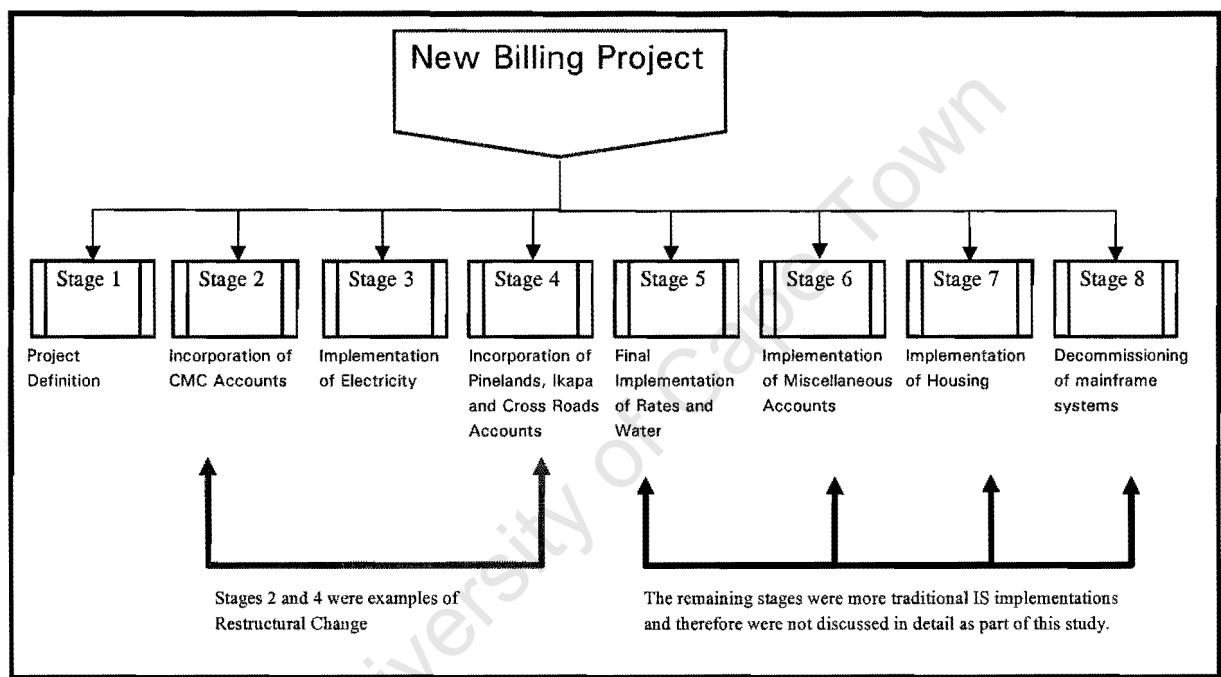 New Billing Project
Stage 1
Stage 2
Stage 3
Stage 4
Stage 5
Stage 6
Stage 7
Stage 8
Project
Definition
Incorporation of
CMC Accounts
Implementation
of Electricity
Incorporation of
Pinelands, Ikapa
and Cross Roads
Accounts
Final
Implementation
of Rates and
Water
Implementation
of Miscellaneous
Accounts
Implementation
of Housing
Decommissioning
of mainframe
systems
Stages 2 and 4 were examples of
Restructural Change
The remaining stages were more traditional IS implementations
and therefore were not discussed in detail as part of this study.
University of Cape Town